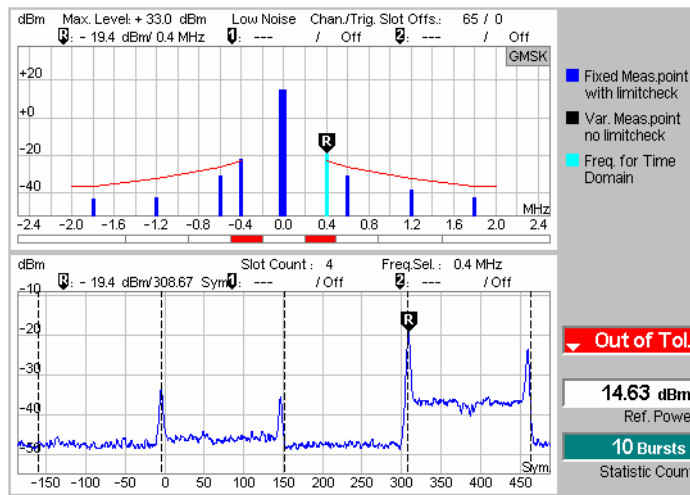 dBm Max. Level: + 33.0 dBm Low Noise Chan./Trig. Slot Offs.: 65 / 0
R: - 19.4 dBm/ 0.4 MHz 1: --- / Off 2: --- / Off
GMSK
+20
+0
-20
-40
R
MHz
-2.4 -2.0 -1.6 -1.2 -0.8 -0.4 0.0 0.4 0.8 1.2 1.6 2.0 2.4
Fixed Meas.point
with limitcheck
Var. Meas.point
no limitcheck
Freq. for Time
Domain
dBm Slot Count : 4 Freq.Sel. : 0.4 MHz
R: - 19.4 dBm/308.67 Sym 1: --- / Off 2: --- / Off
-10
-20
-30
-40
-50
R
Sym.
-150 -100 -50 0 50 100 150 200 250 300 350 400 450
Out of Tol.
14.63 dBm
Ref. Powe
10 Bursts
Statistic Coun